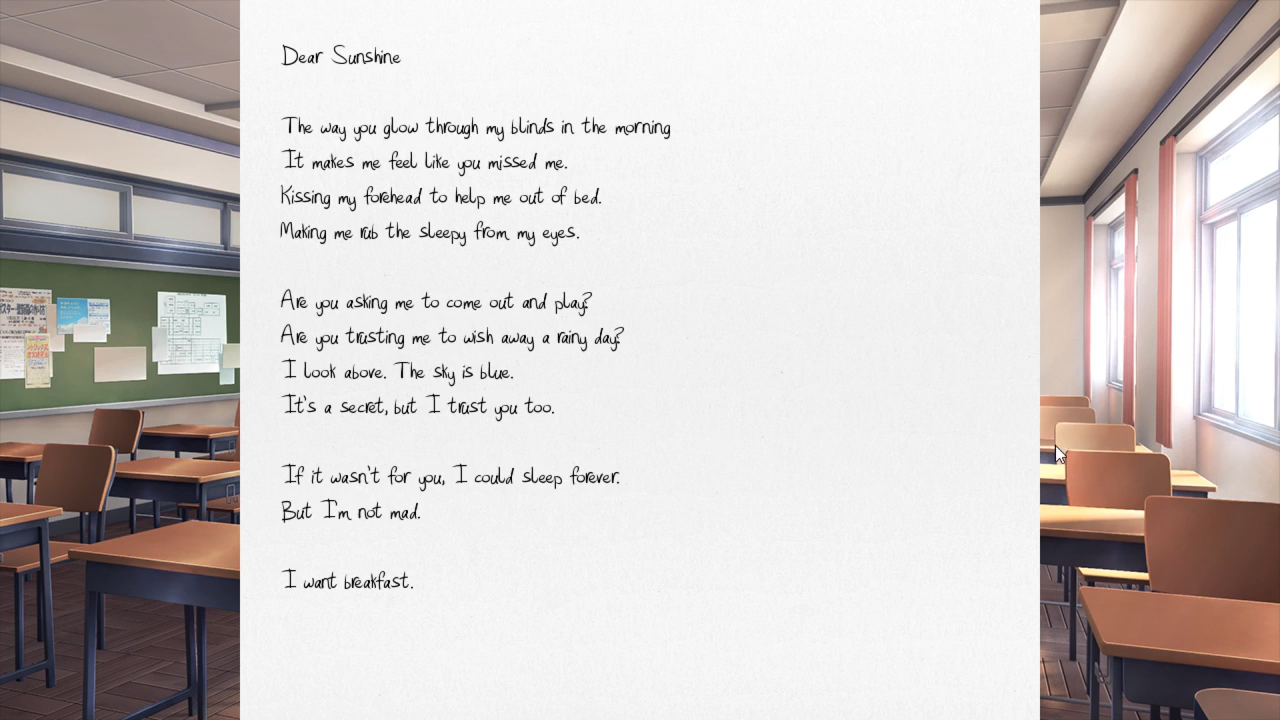 Dear Sunshine
The way you glow through my blinds in the morning
It makes me feel like you missed me.
Kissing my forehead to help me out of bed.
Making me rub the sleepy from my eyes.
Are you asking me to come out and play?
Are you trusting me to wish away a rainy day?
I look above. The sky is blue.
It's a secret, but I trust you too.
If it wasn't for you, I could sleep forever.
But I'm not mad.
I want breakfast.